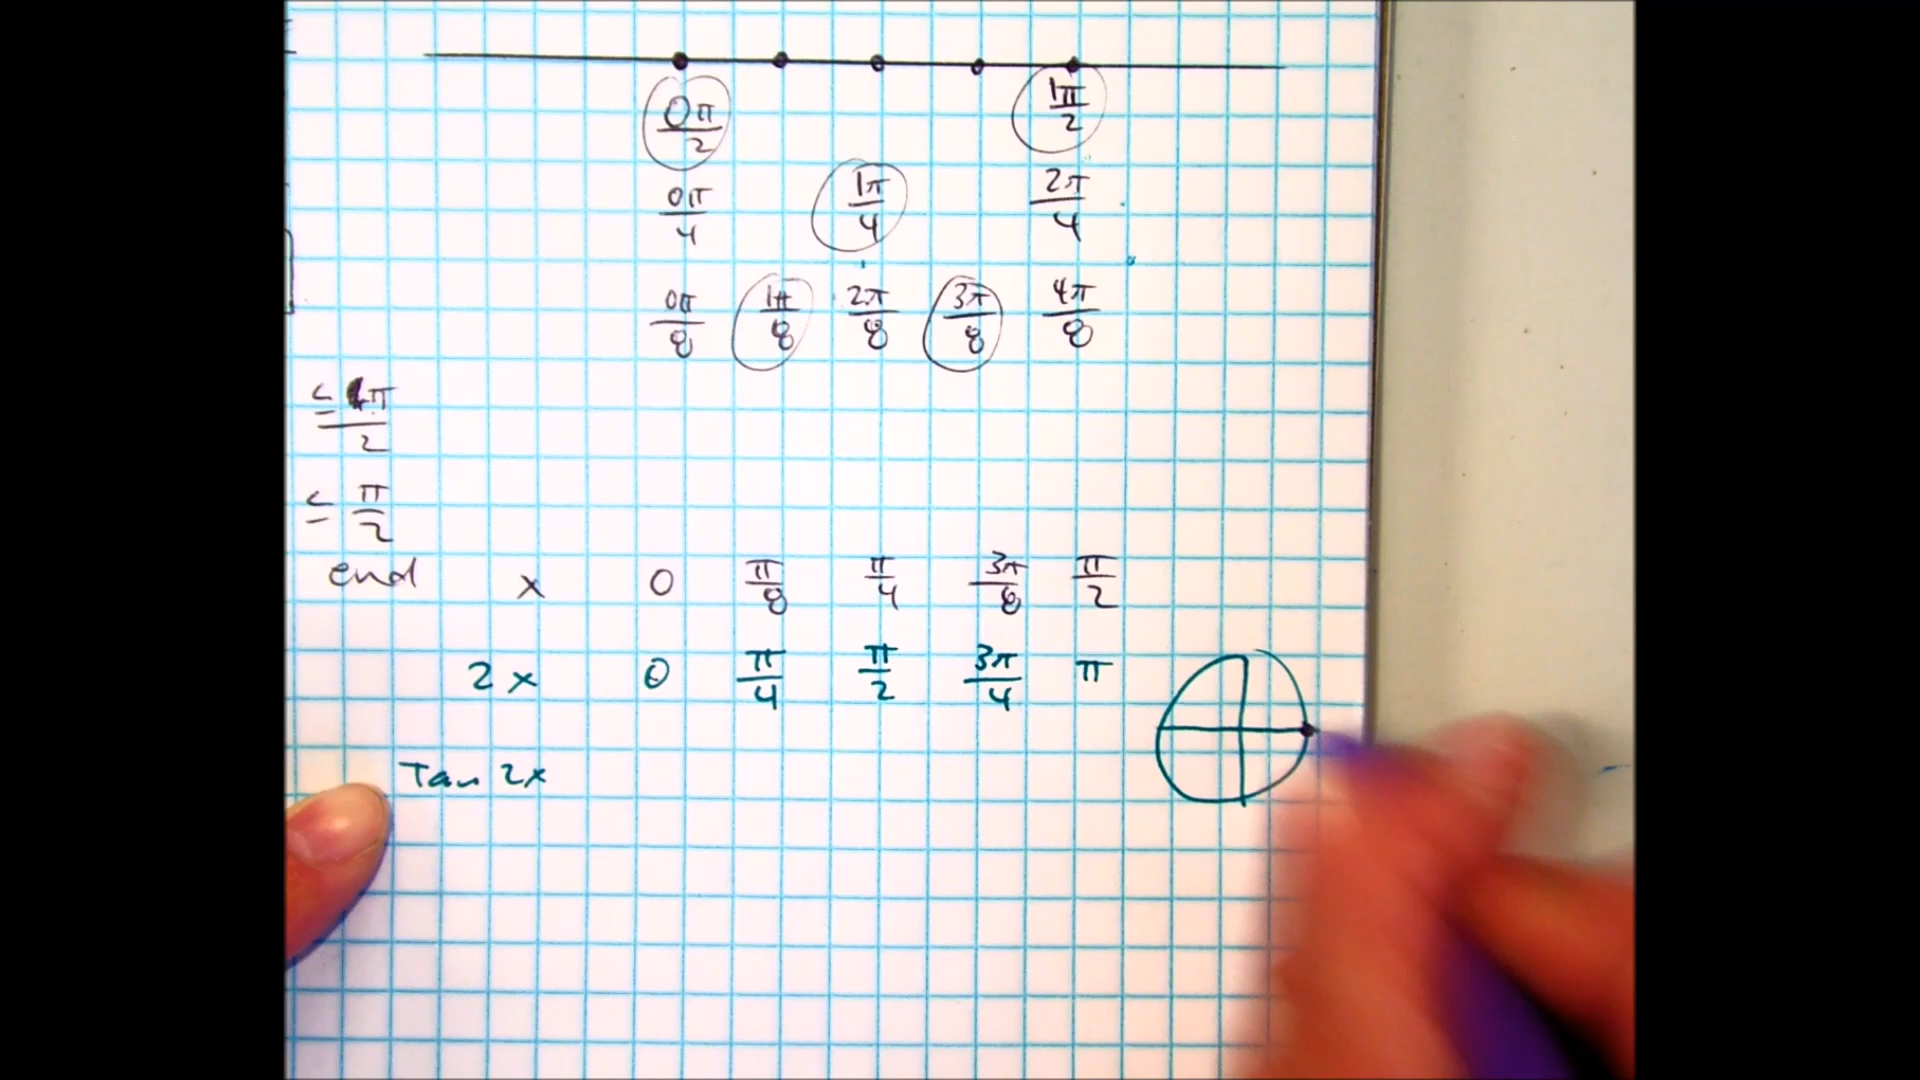 0π/2 1π/2
0π/4 1π/4 2π/4
0π/8 1π/8 2π/8 3π/8 4π/8
≤ π/2
≤ π/2
end x 0 π/8 π/4 3π/8 π/2
2x 0 π/4 π/2 3π/4 π
Tan 2x